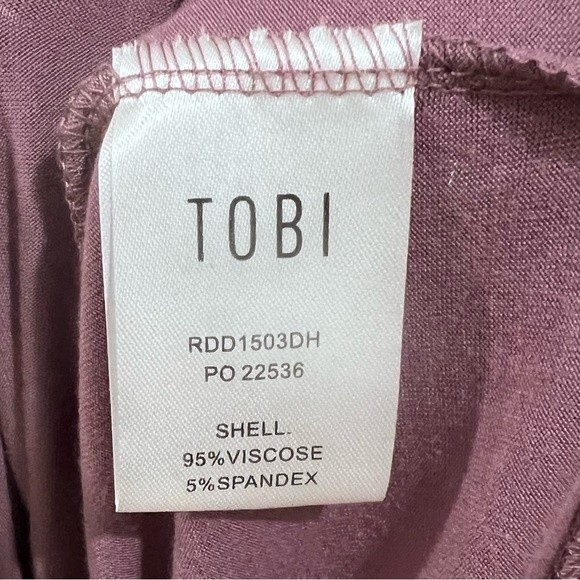 TOBI
RDD1503DH
PO 22536
SHELL.
95%VISCOSE
5%SPANDEX